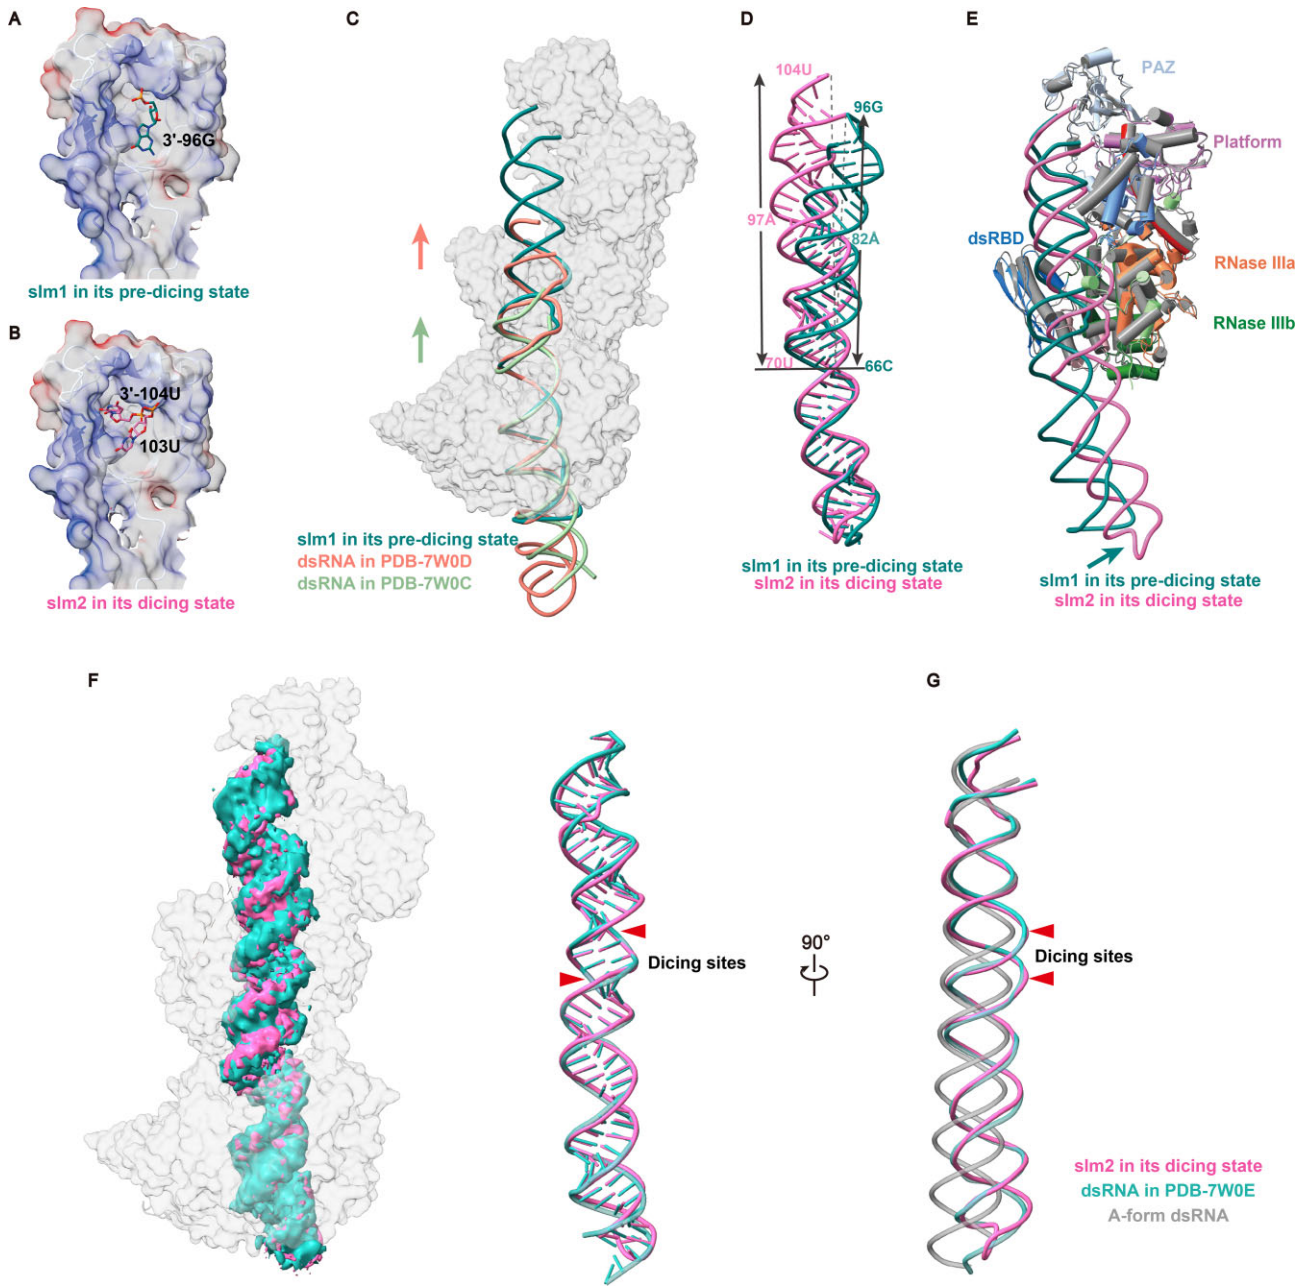 A
3'-96G
slm1 in its pre-dicing state
B
3'-104U
103U
slm2 in its dicing state
C
slm1 in its pre-dicing state
dsRNA in PDB-7W0D
dsRNA in PDB-7W0C
D
104U
96G
97Å
82Å
70U
66C
slm1 in its pre-dicing state
slm2 in its dicing state
E
PAZ
Platform
dsRBD
RNase IIIa
RNase IIIb
slm1 in its pre-dicing state
slm2 in its dicing state
F
Dicing sites
90°
G
Dicing sites
slm2 in its dicing state
dsRNA in PDB-7W0E
A-form dsRNA